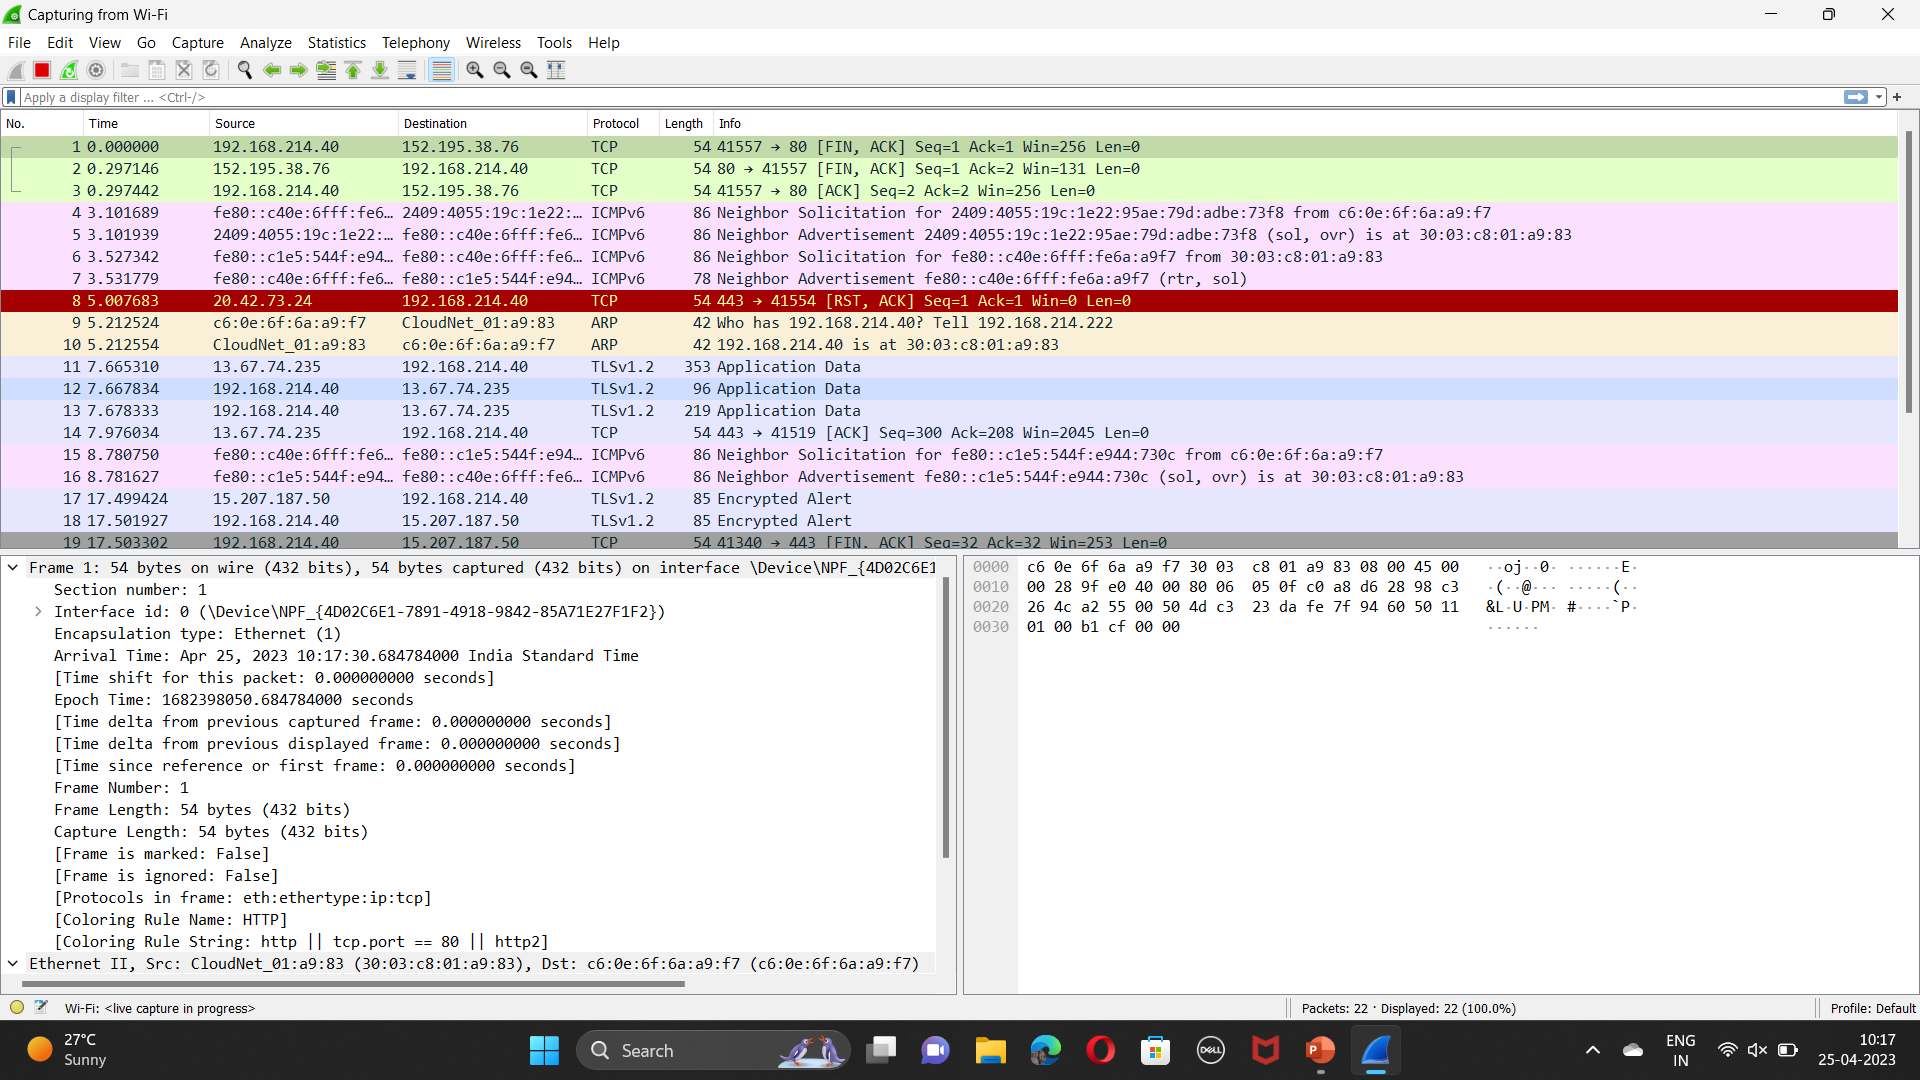 Capturing from Wi-Fi
File Edit View Go Capture Analyze Statistics Telephony Wireless Tools Help
Apply a display filter ... <Ctrl-/>
No. Time Source Destination Protocol Length Info
1 0.000000 192.168.214.40 152.195.38.76 TCP 54 41557 → 80 [FIN, ACK] Seq=1 Ack=1 Win=256 Len=0
2 0.297146 152.195.38.76 192.168.214.40 TCP 54 80 → 41557 [FIN, ACK] Seq=1 Ack=2 Win=131 Len=0
3 0.297442 192.168.214.40 152.195.38.76 TCP 54 41557 → 80 [ACK] Seq=2 Ack=2 Win=256 Len=0
4 3.101689 fe80::c40e:6fff:fe6… 2409:4055:19c:1e22:… ICMPv6 86 Neighbor Solicitation for 2409:4055:19c:1e22:95ae:79d:adbe:73f8 from c6:0e:6f:6a:a9:f7
5 3.101939 2409:4055:19c:1e22:… fe80::c40e:6fff:fe6… ICMPv6 86 Neighbor Advertisement 2409:4055:19c:1e22:95ae:79d:adbe:73f8 (sol, ovr) is at 30:03:c8:01:a9:83
6 3.527342 fe80::c1e5:544f:e94… fe80::c40e:6fff:fe6… ICMPv6 86 Neighbor Solicitation for fe80::c40e:6fff:fe6a:a9f7 from 30:03:c8:01:a9:83
7 3.531779 fe80::c40e:6fff:fe6… fe80::c1e5:544f:e94… ICMPv6 78 Neighbor Advertisement fe80::c40e:6fff:fe6a:a9f7 (rtr, sol)
8 5.007683 20.42.73.24 192.168.214.40 TCP 54 443 → 41554 [RST, ACK] Seq=1 Ack=1 Win=0 Len=0
9 5.212524 c6:0e:6f:6a:a9:f7 CloudNet_01:a9:83 ARP 42 Who has 192.168.214.40? Tell 192.168.214.222
10 5.212554 CloudNet_01:a9:83 c6:0e:6f:6a:a9:f7 ARP 42 192.168.214.40 is at 30:03:c8:01:a9:83
11 7.665310 13.67.74.235 192.168.214.40 TLSv1.2 353 Application Data
12 7.667834 192.168.214.40 13.67.74.235 TLSv1.2 96 Application Data
13 7.678333 192.168.214.40 13.67.74.235 TLSv1.2 219 Application Data
14 7.976034 13.67.74.235 192.168.214.40 TCP 54 443 → 41519 [ACK] Seq=300 Ack=208 Win=2045 Len=0
15 8.780750 fe80::c40e:6fff:fe6… fe80::c1e5:544f:e94… ICMPv6 86 Neighbor Solicitation for fe80::c1e5:544f:e944:730c from c6:0e:6f:6a:a9:f7
16 8.781627 fe80::c1e5:544f:e94… fe80::c40e:6fff:fe6… ICMPv6 86 Neighbor Advertisement fe80::c1e5:544f:e944:730c (sol, ovr) is at 30:03:c8:01:a9:83
17 17.499424 15.207.187.50 192.168.214.40 TLSv1.2 85 Encrypted Alert
18 17.501927 192.168.214.40 15.207.187.50 TLSv1.2 85 Encrypted Alert
19 17.503302 192.168.214.40 15.207.187.50 TCP 54 41340 → 443 [FIN, ACK] Seq=32 Ack=32 Win=253 Len=0
Frame 1: 54 bytes on wire (432 bits), 54 bytes captured (432 bits) on interface \Device\NPF_{4D02C6E1
Section number: 1
Interface id: 0 (\Device\NPF_{4D02C6E1-7891-4918-9842-85A71E27F1F2})
Encapsulation type: Ethernet (1)
Arrival Time: Apr 25, 2023 10:17:30.684784000 India Standard Time
[Time shift for this packet: 0.000000000 seconds]
Epoch Time: 1682398050.684784000 seconds
[Time delta from previous captured frame: 0.000000000 seconds]
[Time delta from previous displayed frame: 0.000000000 seconds]
[Time since reference or first frame: 0.000000000 seconds]
Frame Number: 1
Frame Length: 54 bytes (432 bits)
Capture Length: 54 bytes (432 bits)
[Frame is marked: False]
[Frame is ignored: False]
[Protocols in frame: eth:ethertype:ip:tcp]
[Coloring Rule Name: HTTP]
[Coloring Rule String: http || tcp.port == 80 || http2]
Ethernet II, Src: CloudNet_01:a9:83 (30:03:c8:01:a9:83), Dst: c6:0e:6f:6a:a9:f7 (c6:0e:6f:6a:a9:f7)
0000 c6 0e 6f 6a a9 f7 30 03 c8 01 a9 83 08 00 45 00 ··oj··0· ······E·
0010 00 28 9f e0 40 00 80 06 05 0f c0 a8 d6 28 98 c3 ·(··@··· ·····(··
0020 26 4c a2 55 00 50 4d c3 23 da fe 7f 94 60 50 11 &L·U·PM· #····`P·
0030 01 00 b1 cf 00 00 ······
Wi-Fi: <live capture in progress>
Packets: 22 · Displayed: 22 (100.0%)
Profile: Default
27°C
Sunny
Search
DELL
ENG
IN
10:17
25-04-2023